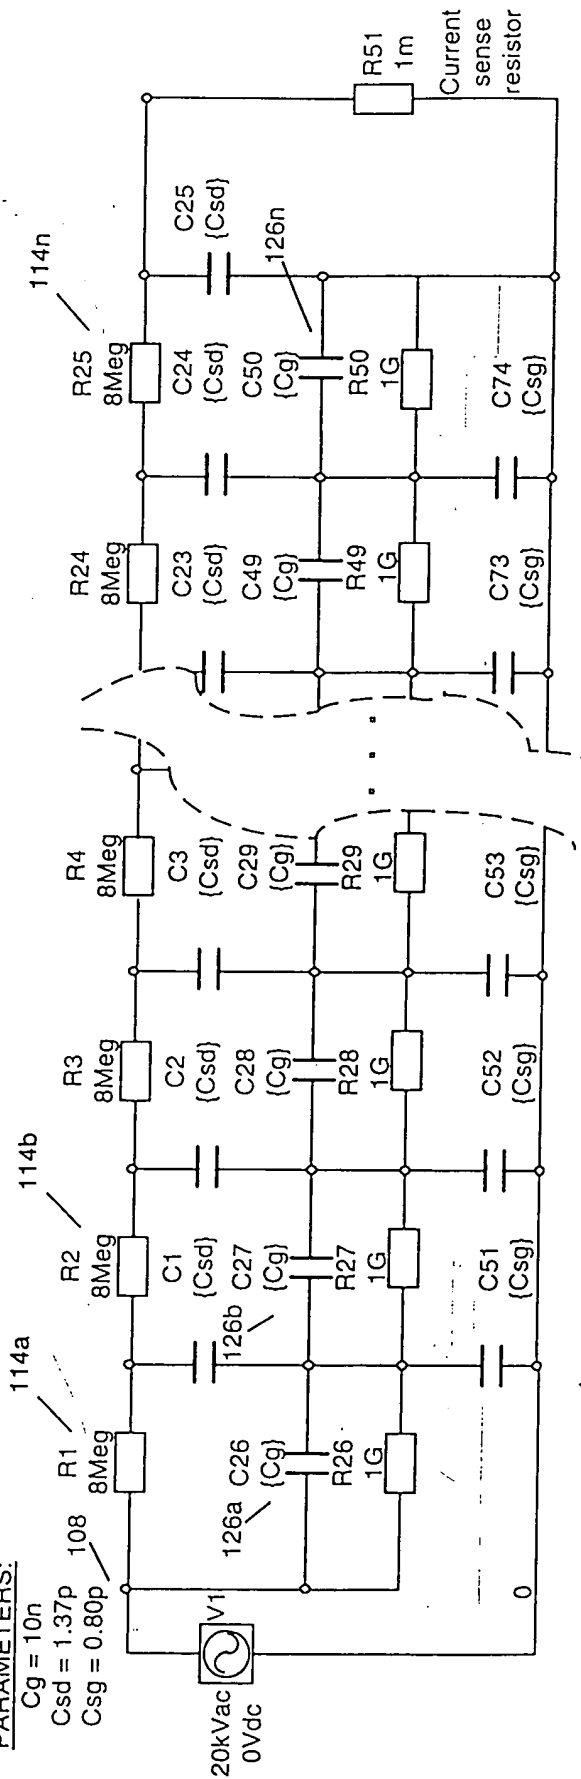 PARAMETERS:
Cg = 10n
Csd = 1.37p
Csg = 0.80p
108
V1
20kVac
0Vdc
0
114a
R1
8Meg
126a
C26
{Cg}
R26
1G
114b
R2
8Meg
C1
{Csd}
126b
C27
{Cg}
R27
1G
C51
{Csg}
R3
8Meg
C2
{Csd}
C28
{Cg}
R28
1G
C52
{Csg}
R4
8Meg
C3
{Csd}
C29
{Cg}
R29
1G
C53
{Csg}
R24
8Meg
C23
{Csd}
C49
{Cg}
R49
1G
C73
{Csg}
114n
R25
8Meg
C24
{Csd}
C50
{Cg}
R50
1G
C74
{Csg}
C25
{Csd}
126n
R51
1m
Current
sense
resistor